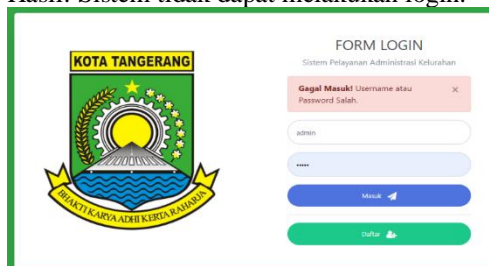 Hasil: Sistem tidak dapat melakukan login.
KOTA TANGERANG
BHAKTI KARYA ADHI KERTA RAHARJA
FORM LOGIN
Sistem Pelayanan Administrasi Kelurahan
Gagal Masuk! Username atau
Password Salah.
admin
•••••
Masuk
Daftar